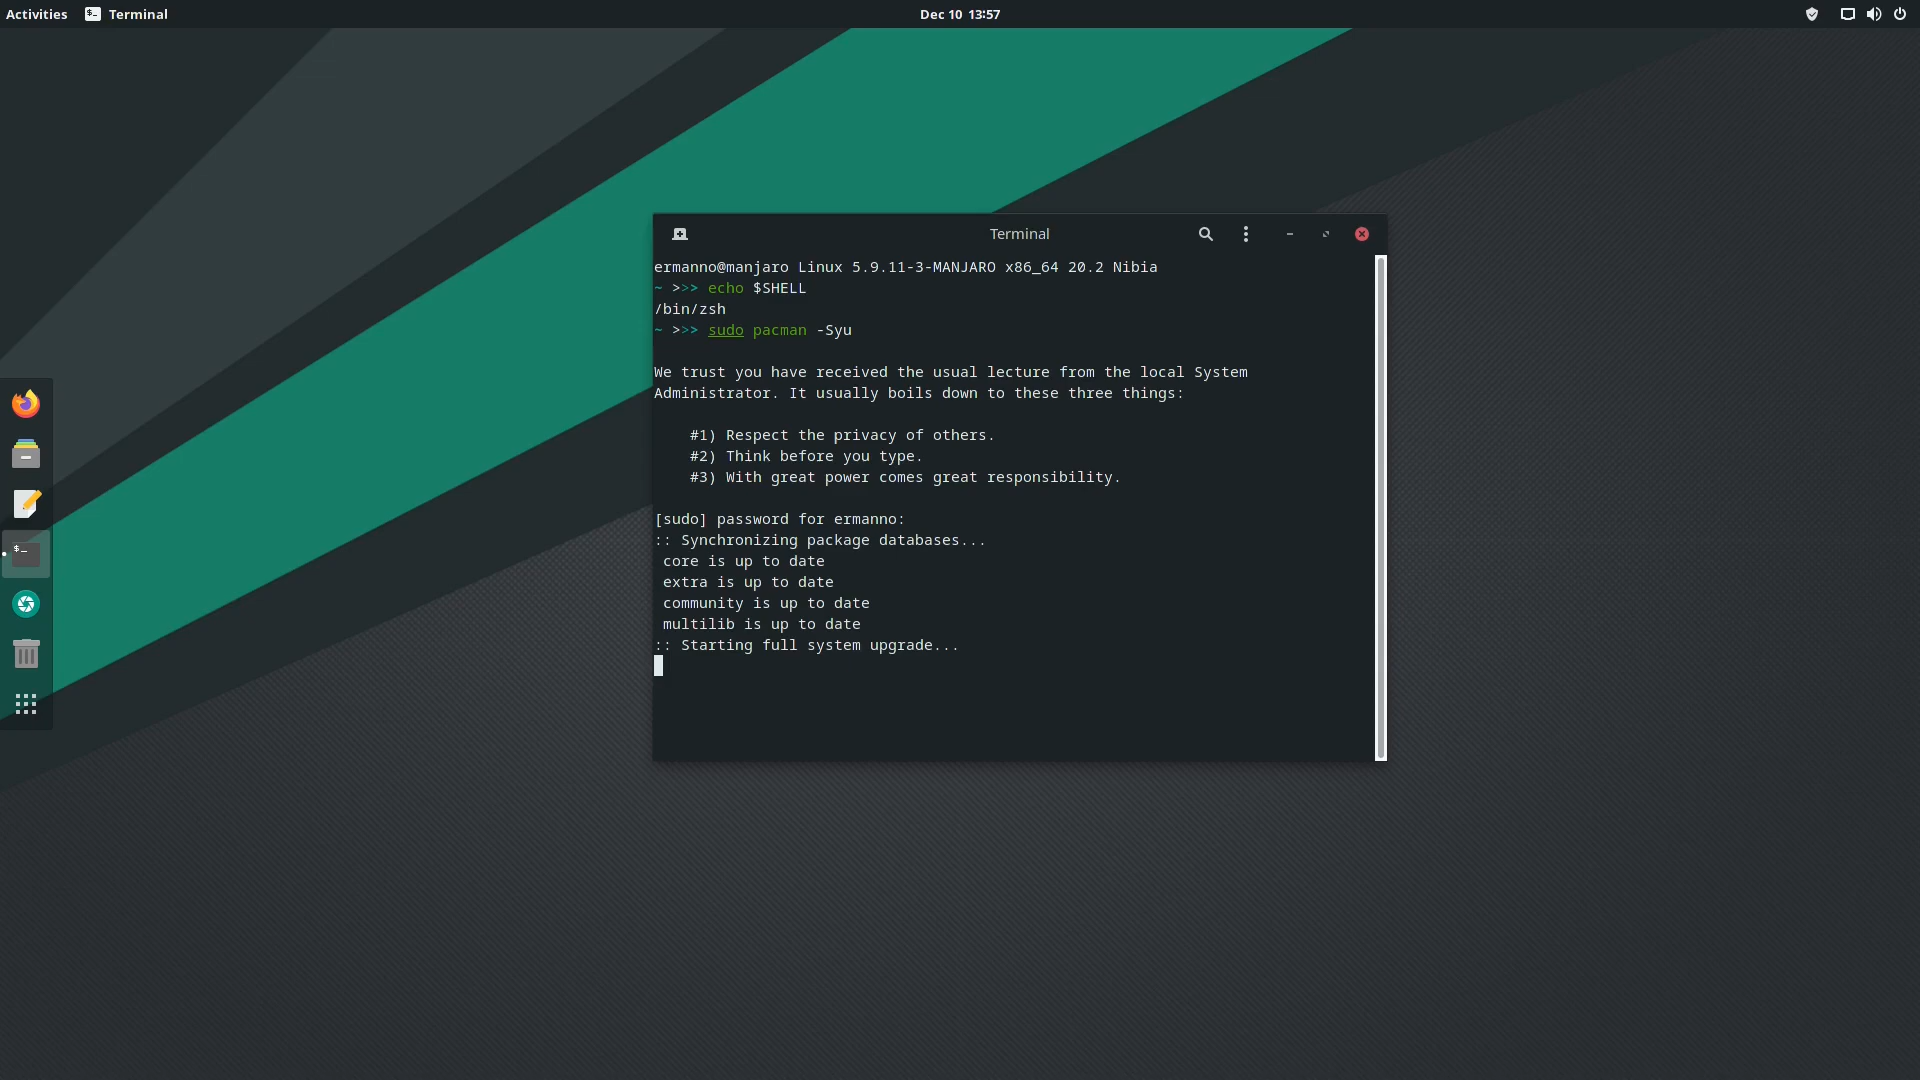 Activities Terminal Dec 10 13:57
Terminal
ermanno@manjaro Linux 5.9.11-3-MANJARO x86_64 20.2 Nibia
~ >>> echo $SHELL
/bin/zsh
~ >>> sudo pacman -Syu
We trust you have received the usual lecture from the local System
Administrator. It usually boils down to these three things:
#1) Respect the privacy of others.
#2) Think before you type.
#3) With great power comes great responsibility.
[sudo] password for ermanno:
:: Synchronizing package databases...
core is up to date
extra is up to date
community is up to date
multilib is up to date
:: Starting full system upgrade...